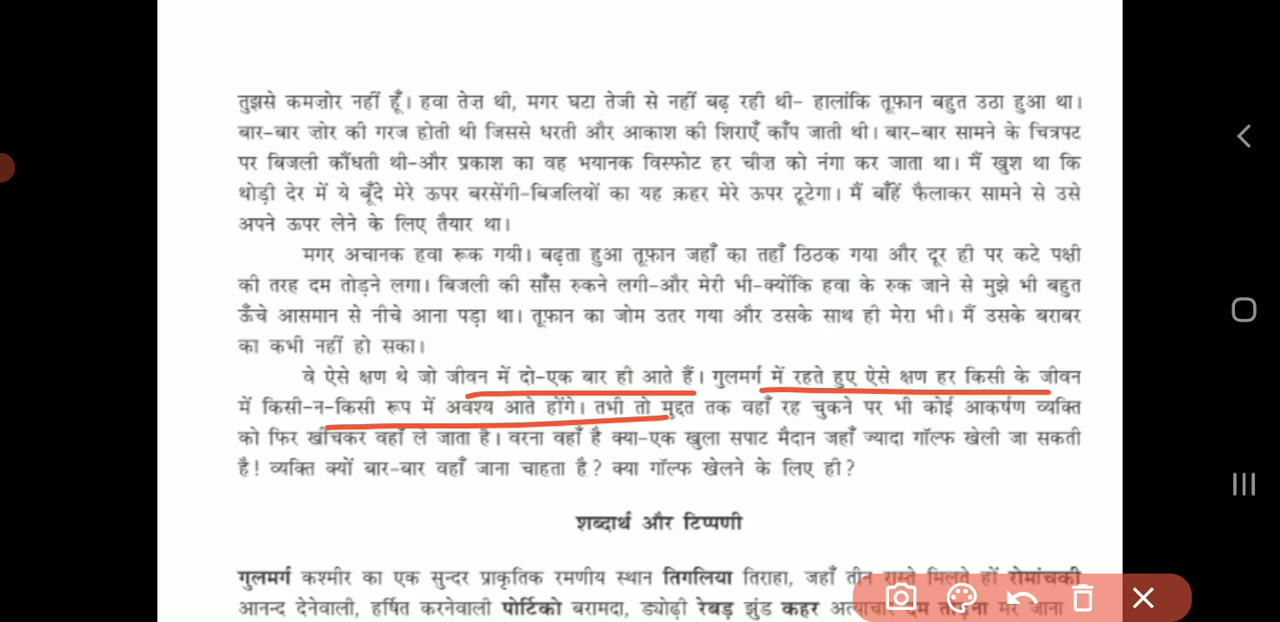 तुझसे कमज़ोर नहीं हूँ। हवा तेज़ थी, मगर घटा तेजी से नहीं बढ़ रही थी- हालांकि तूफ़ान बहुत उठा हुआ था।
बार-बार ज़ोर की गरज होती थी जिससे धरती और आकाश की शिराएँ काँप जाती थी। बार-बार सामने के चित्रपट
पर बिजली कौंधती थी-और प्रकाश का वह भयानक विस्फोट हर चीज़ को नंगा कर जाता था। मैं खुश था कि
थोड़ी देर में ये बूँदे मेरे ऊपर बरसेंगी-बिजलियों का यह क़हर मेरे ऊपर टूटेगा। मैं बाँहें फैलाकर सामने से उसे
अपने ऊपर लेने के लिए तैयार था।
मगर अचानक हवा रूक गयी। बढ़ता हुआ तूफ़ान जहाँ का तहाँ ठिठक गया और दूर ही पर कटे पक्षी
की तरह दम तोड़ने लगा। बिजली की साँस रुकने लगी-और मेरी भी-क्योंकि हवा के रुक जाने से मुझे भी बहुत
ऊँचे आसमान से नीचे आना पड़ा था। तूफ़ान का जोम उतर गया और उसके साथ ही मेरा भी। मैं उसके बराबर
का कभी नहीं हो सका।
वे ऐसे क्षण थे जो जीवन में दो-एक बार ही आते हैं। गुलमर्ग में रहते हुए ऐसे क्षण हर किसी के जीवन
में किसी-न-किसी रूप में अवश्य आते होंगे। तभी तो मुद्दत तक वहाँ रह चुकने पर भी कोई आकर्षण व्यक्ति
को फिर खींचकर वहाँ ले जाता है। वरना वहाँ है क्या-एक खुला सपाट मैदान जहाँ ज्यादा गॉल्फ खेली जा सकती
है! व्यक्ति क्यों बार-बार वहाँ जाना चाहता है? क्या गॉल्फ खेलने के लिए ही?
शब्दार्थ और टिप्पणी
गुलमर्ग कश्मीर का एक सुन्दर प्राकृतिक रमणीय स्थान तिगलिया तिराहा, जहाँ तीन रास्ते मिलते हों रोमांचकी
आनन्द देनेवाली, हर्षित करनेवाली पोर्टिको बरामदा, ड्योढ़ी रेबड़ झुंड कहर अत्याचार दम तोड़ना मर जाना